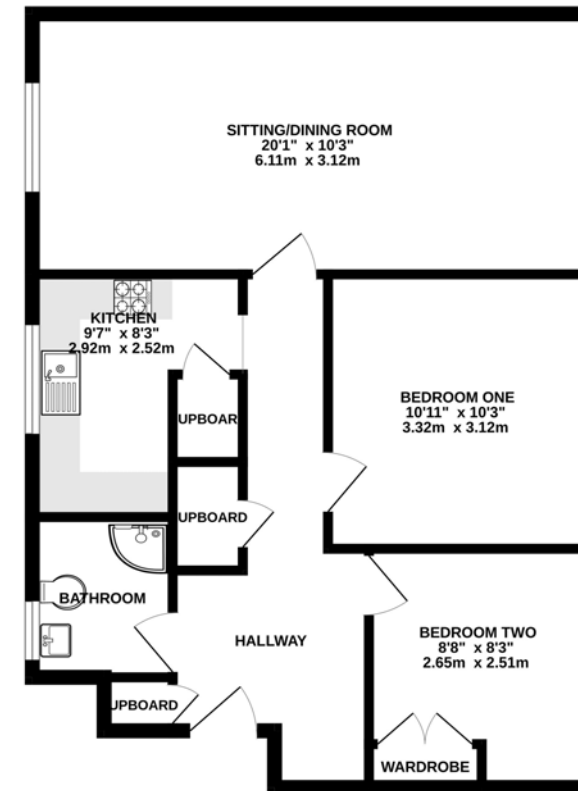 SITTING/DINING ROOM
20'1" x 10'3"
6.11m x 3.12m
KITCHEN
9'7" x 8'3"
2.92m x 2.52m
UPBOAR
BEDROOM ONE
10'11" x 10'3"
3.32m x 3.12m
UPBOARD
BATHROOM
HALLWAY
BEDROOM TWO
8'8" x 8'3"
2.65m x 2.51m
UPBOARD
WARDROBE